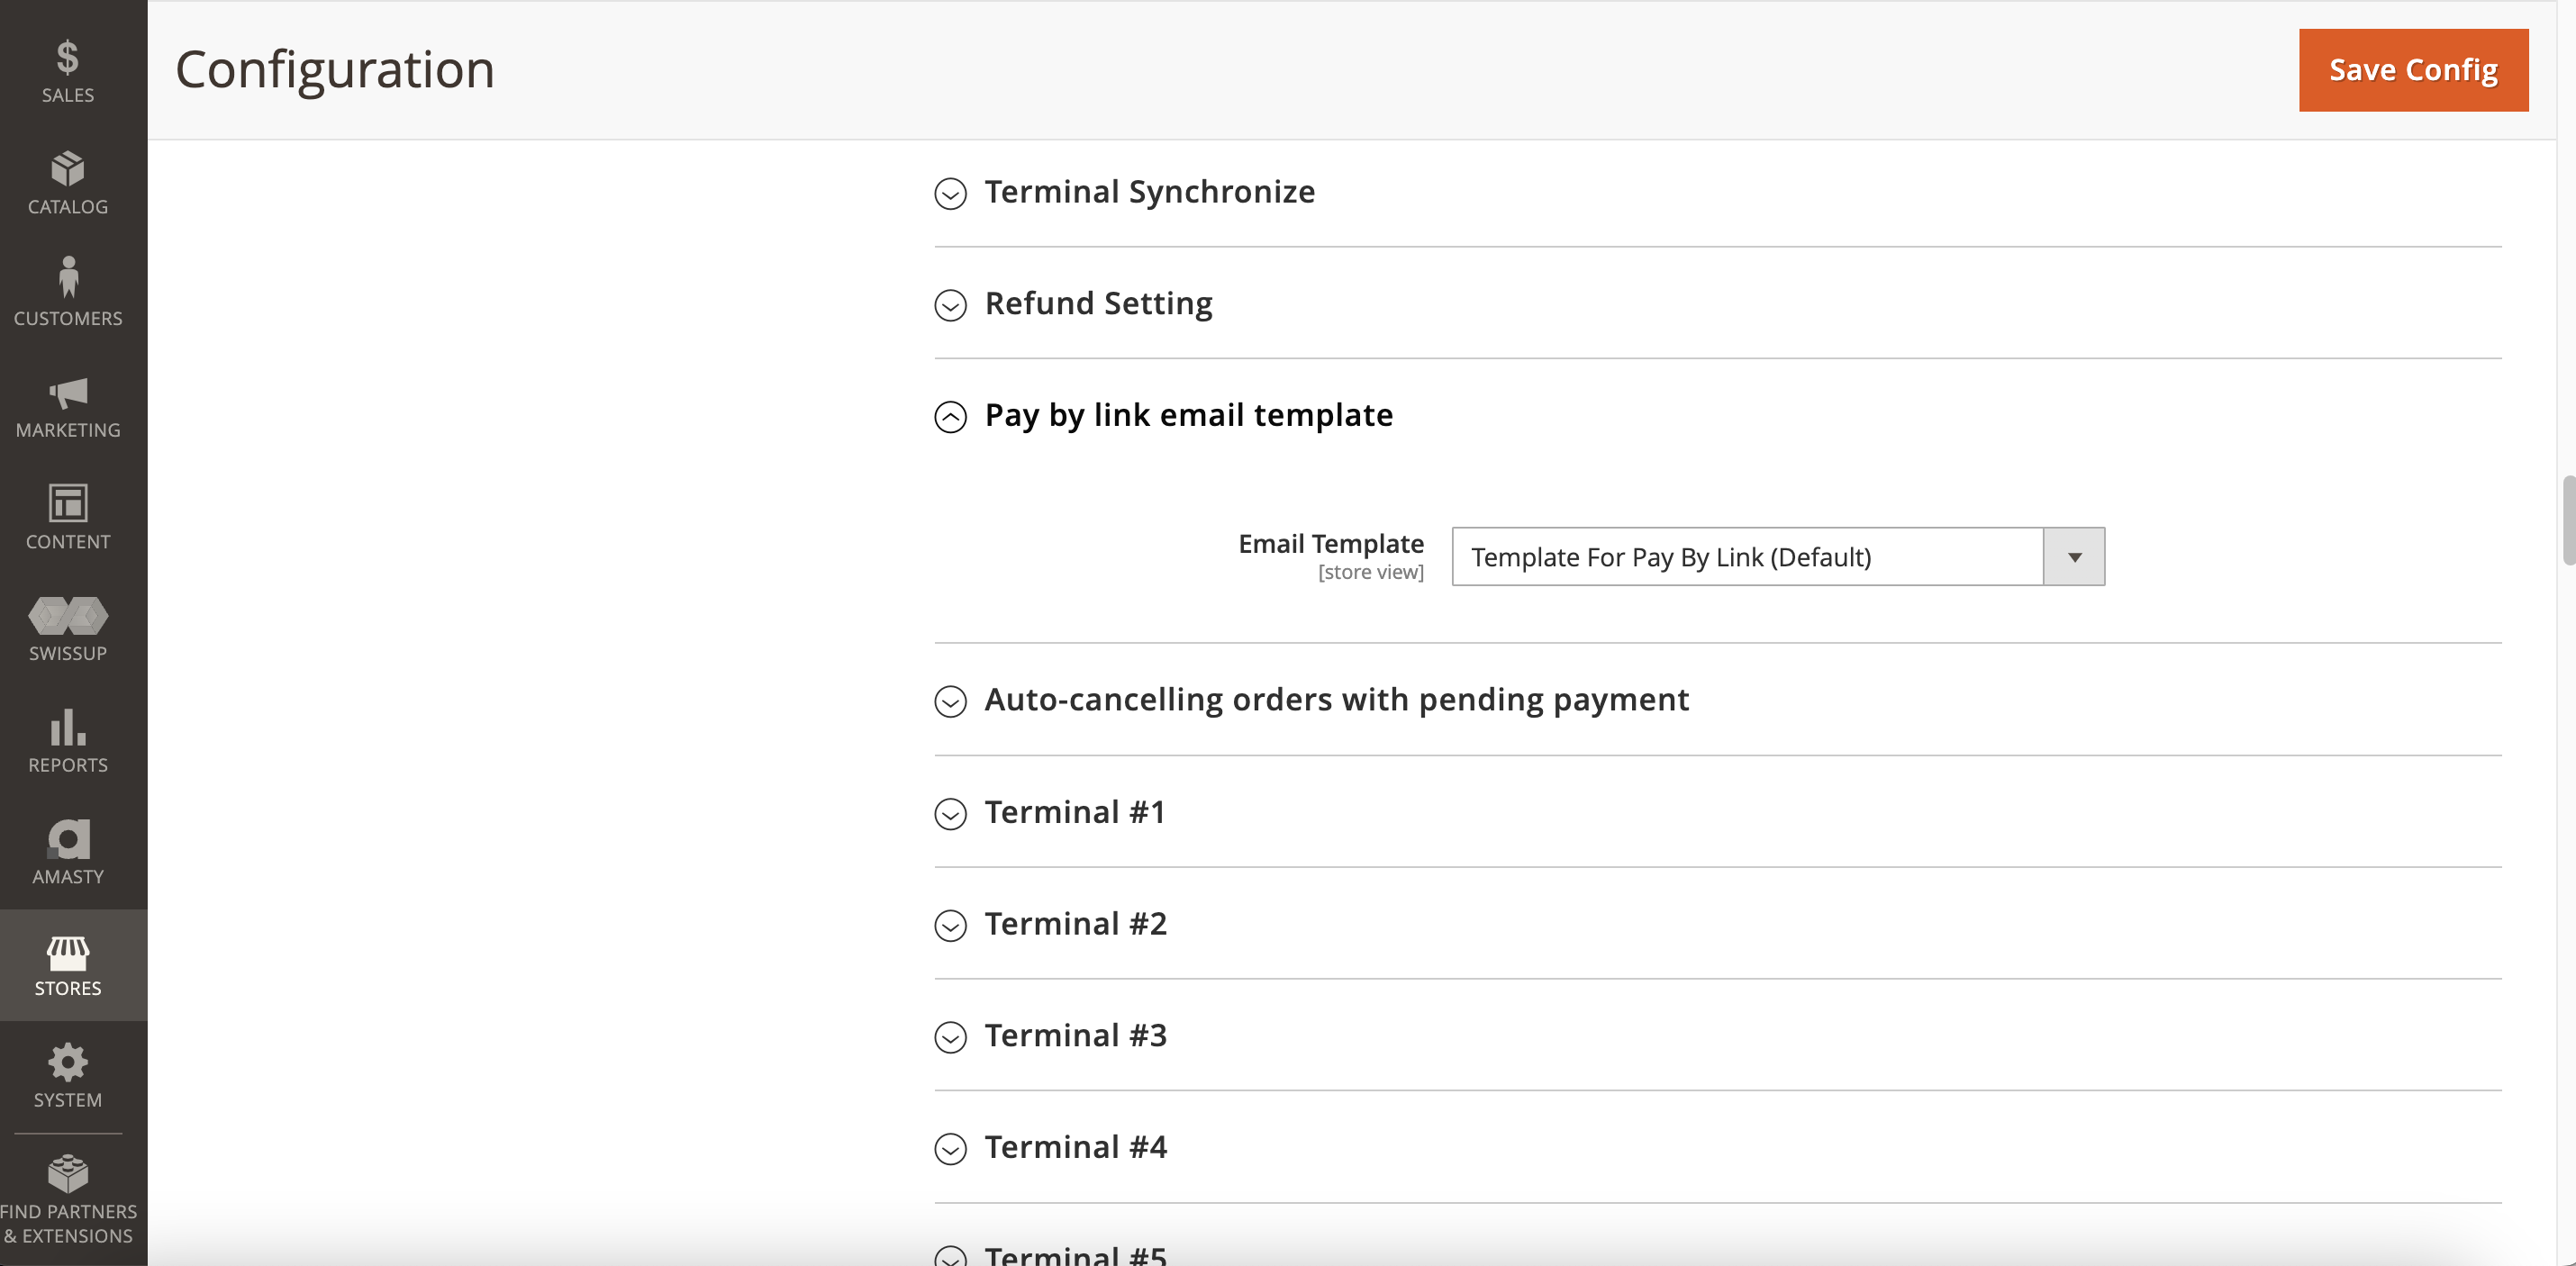 SALES
CATALOG
CUSTOMERS
MARKETING
CONTENT
SWISSUP
REPORTS
AMASTY
STORES
SYSTEM
FIND PARTNERS
& EXTENSIONS
Configuration
Save Config
Terminal Synchronize
Refund Setting
Pay by link email template
Email Template
[store view]
Template For Pay By Link (Default)
Auto-cancelling orders with pending payment
Terminal #1
Terminal #2
Terminal #3
Terminal #4
Terminal #5